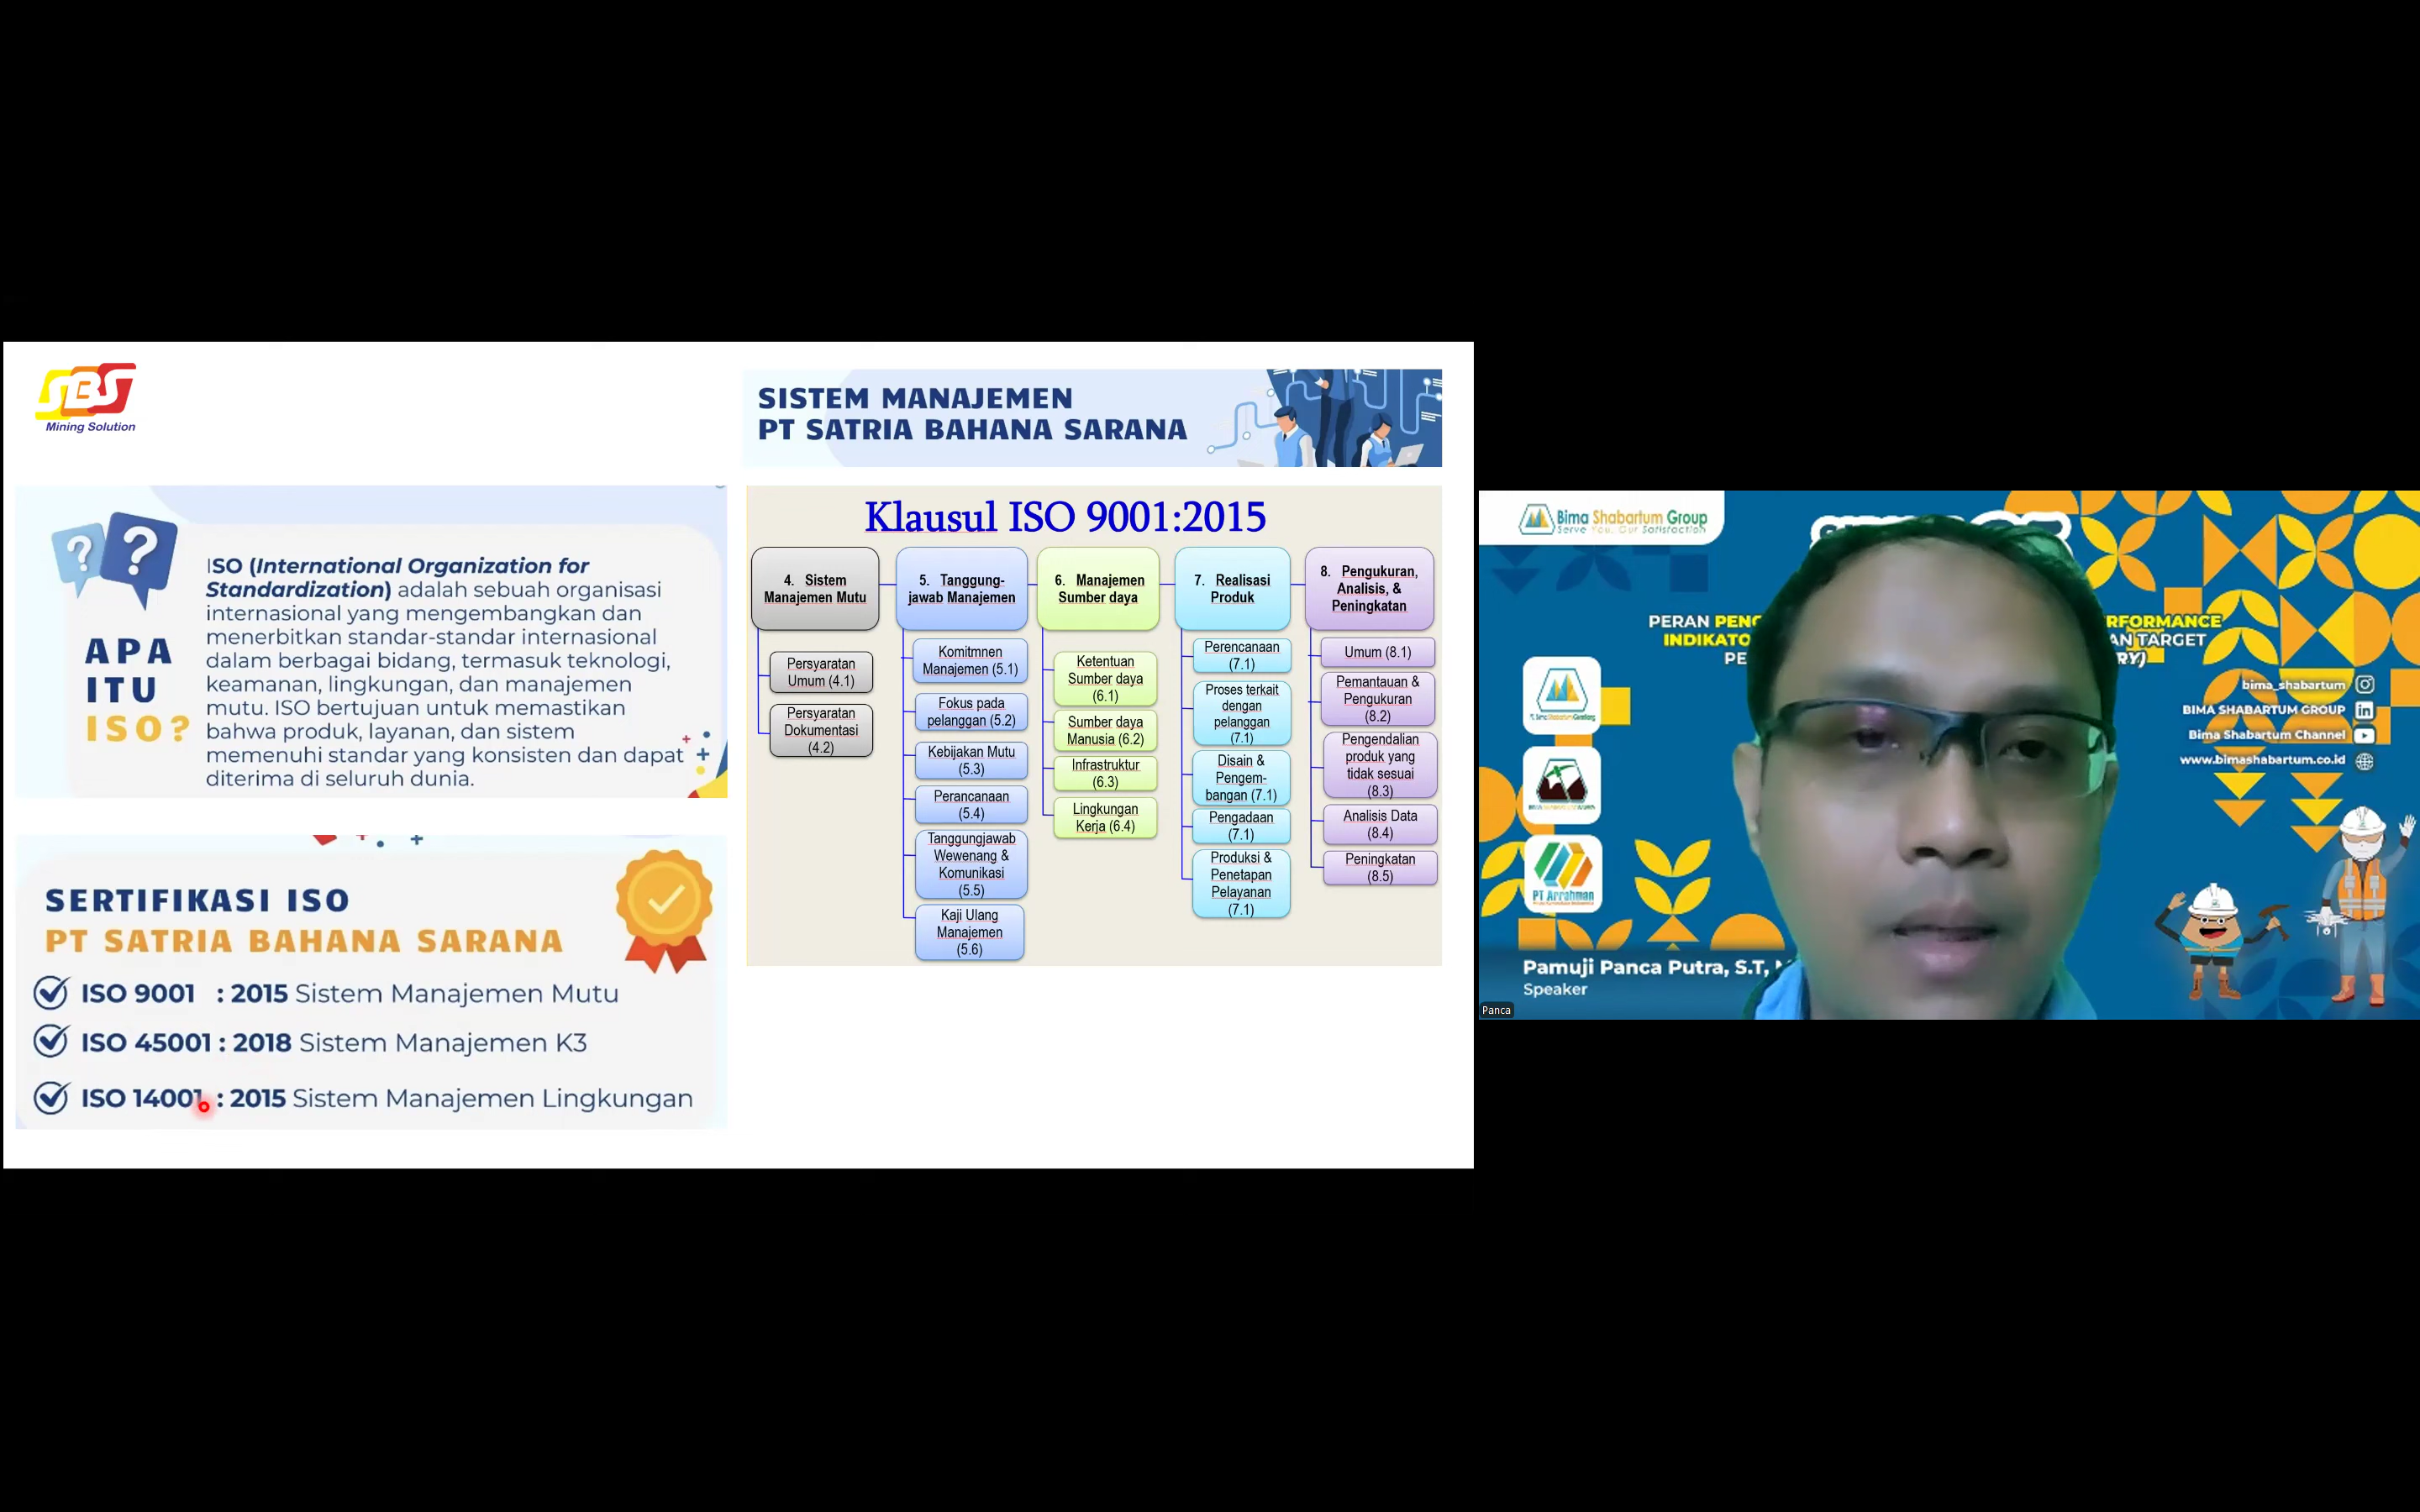 SBS
Mining Solution
SISTEM MANAJEMEN
PT SATRIA BAHANA SARANA
? ?
APA
ITU
ISO?
ISO (International Organization for
Standardization) adalah sebuah organisasi
internasional yang mengembangkan dan
menerbitkan standar-standar internasional
dalam berbagai bidang, termasuk teknologi,
keamanan, lingkungan, dan manajemen
mutu. ISO bertujuan untuk memastikan
bahwa produk, layanan, dan sistem
memenuhi standar yang konsisten dan dapat
diterima di seluruh dunia.
SERTIFIKASI ISO
PT SATRIA BAHANA SARANA
ISO 9001 : 2015 Sistem Manajemen Mutu
ISO 45001 : 2018 Sistem Manajemen K3
ISO 14001 : 2015 Sistem Manajemen Lingkungan
Klausul ISO 9001:2015
4. Sistem
Manajemen Mutu
Persyaratan
Umum (4.1)
Persyaratan
Dokumentasi
(4.2)
5. Tanggung-
jawab Manajemen
Komitmnen
Manajemen (5.1)
Fokus pada
pelanggan (5.2)
Kebijakan Mutu
(5.3)
Perancanaan
(5.4)
Tanggungjawab
Wewenang &
Komunikasi
(5.5)
Kaji Ulang
Manajemen
(5.6)
6. Manajemen
Sumber daya
Ketentuan
Sumber daya
(6.1)
Sumber daya
Manusia (6.2)
Infrastruktur
(6.3)
Lingkungan
Kerja (6.4)
7. Realisasi
Produk
Perencanaan
(7.1)
Proses terkait
dengan
pelanggan
(7.1)
Disain &
Pengem-
bangan (7.1)
Pengadaan
(7.1)
Produksi &
Penetapan
Pelayanan
(7.1)
8. Pengukuran,
Analisis, &
Peningkatan
Umum (8.1)
Pemantauan &
Pengukuran
(8.2)
Pengendalian
produk yang
tidak sesuai
(8.3)
Analisis Data
(8.4)
Peningkatan
(8.5)
Bima Shabartum Group
Serve You, Our Satisfaction
PERAN PENG RFORMANCE
INDIKATO AN TARGET
PE RY)
bima_shabartum
BIMA SHABARTUM GROUP
Bima Shabartum Channel
www.bimashabartum.co.id
PT Arrahman
Pamuji Panca Putra, S.T,
Speaker
Panca